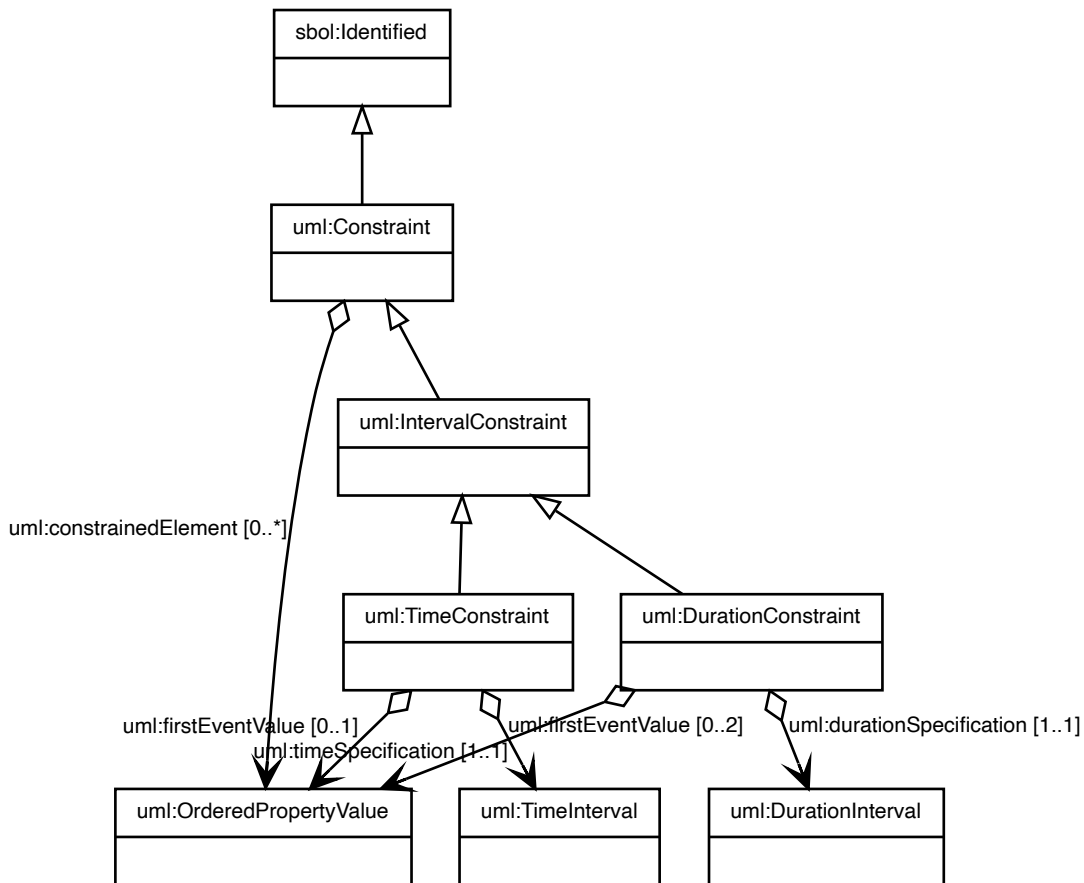 sbol:Identified
uml:Constraint
uml:IntervalConstraint
uml:constrainedElement [0..*]
uml:TimeConstraint
uml:DurationConstraint
uml:firstEventValue [0..1]
uml:firstEventValue [0..2]
uml:durationSpecification [1..1]
uml:timeSpecification [1..1]
uml:OrderedPropertyValue
uml:TimeInterval
uml:DurationInterval